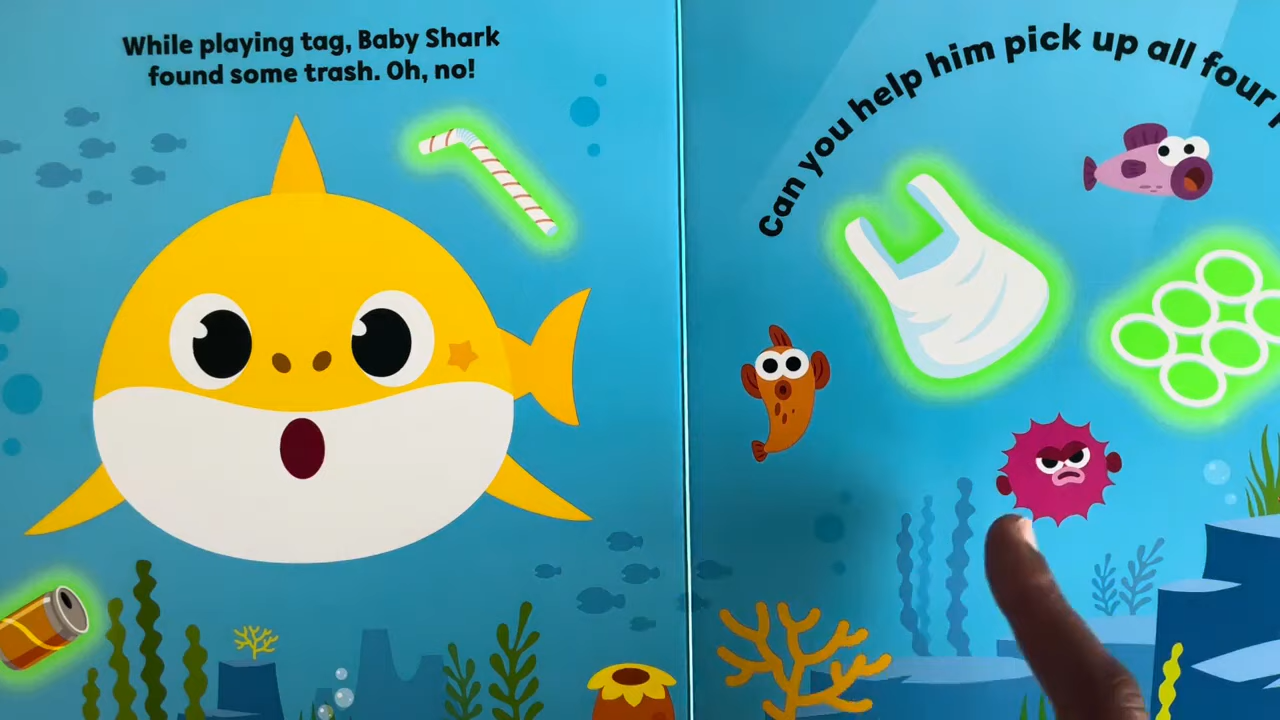 While playing tag, Baby Shark
found some trash. Oh, no!
Can you help him pick up all four